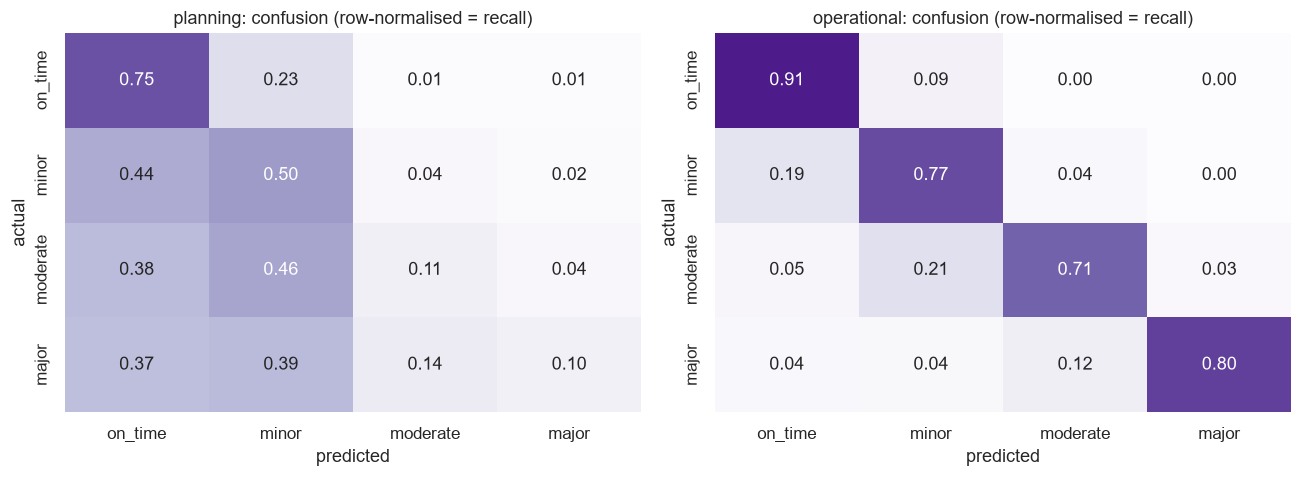 planning: confusion (row-normalised = recall)
actual
on_time 0.75 0.23 0.01 0.01
minor 0.44 0.50 0.04 0.02
moderate 0.38 0.46 0.11 0.04
major 0.37 0.39 0.14 0.10
on_time minor moderate major
predicted
operational: confusion (row-normalised = recall)
actual
on_time 0.91 0.09 0.00 0.00
minor 0.19 0.77 0.04 0.00
moderate 0.05 0.21 0.71 0.03
major 0.04 0.04 0.12 0.80
on_time minor moderate major
predicted